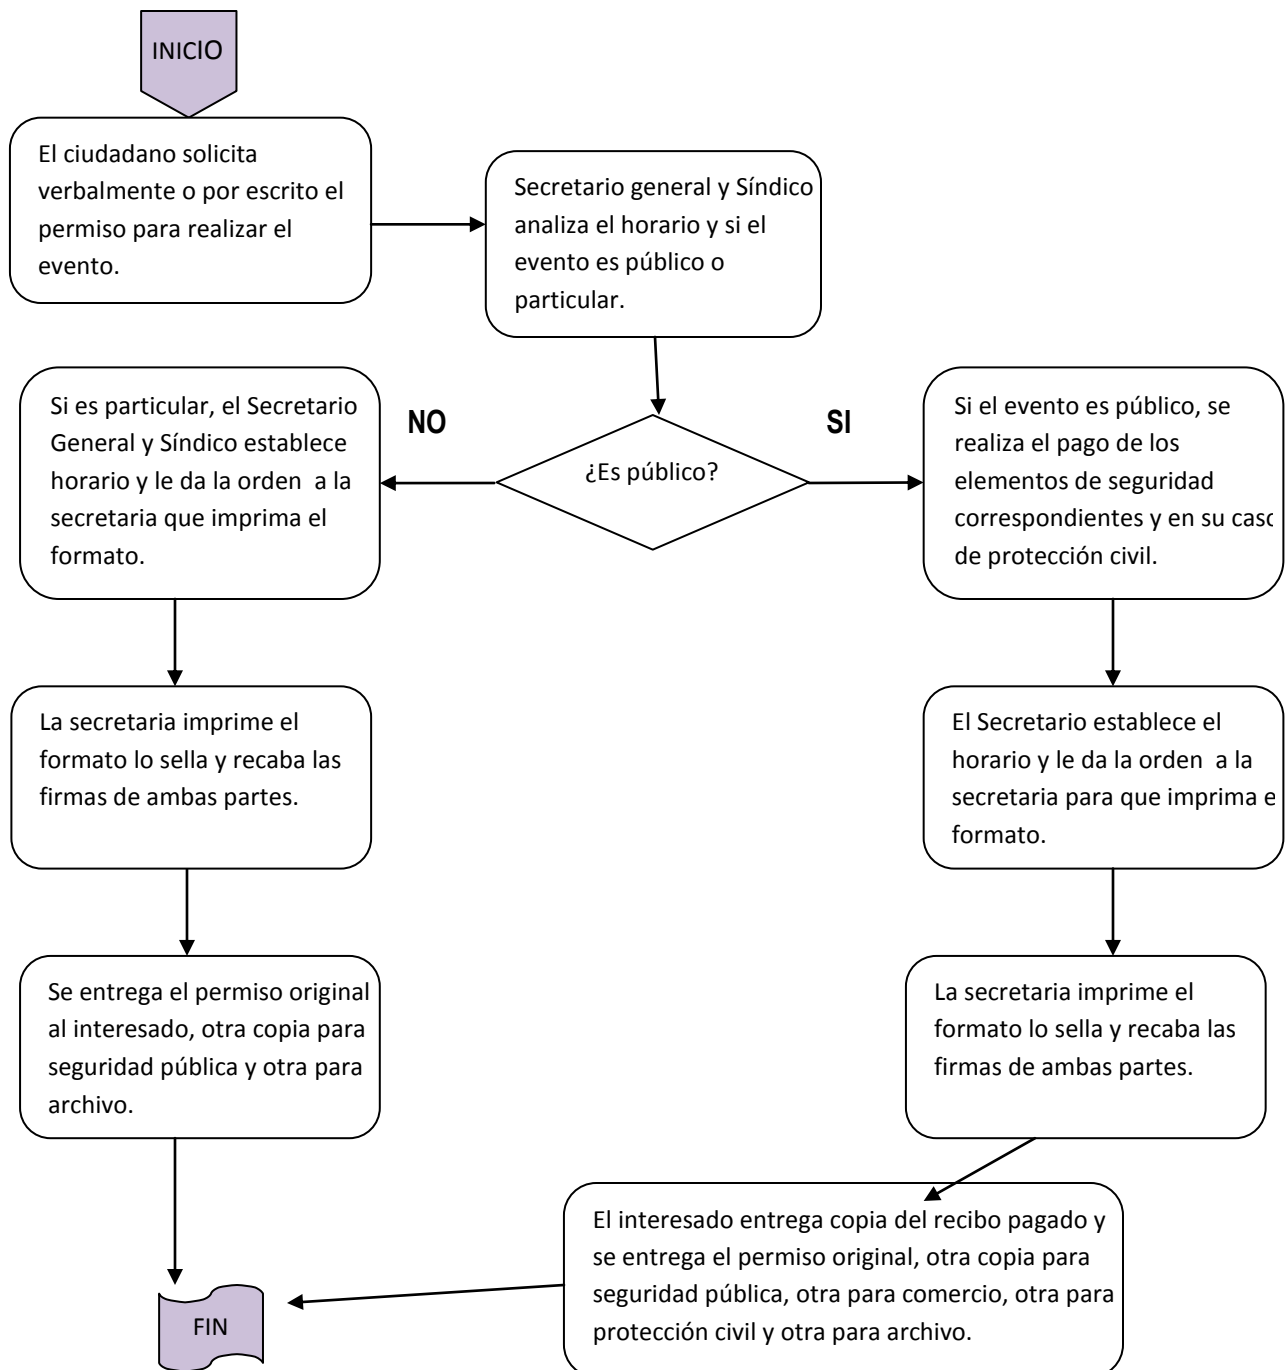 INICIO
El ciudadano solicita
verbalmente o por escrito el
permiso para realizar el
evento.
Secretario general y Síndico
analiza el horario y si el
evento es público o
particular.
Si es particular, el Secretario
General y Síndico establece
horario y le da la orden a la
secretaria que imprima el
formato.
NO
¿Es público?
SI
Si el evento es público, se
realiza el pago de los
elementos de seguridad
correspondientes y en su caso
de protección civil.
La secretaria imprime el
formato lo sella y recaba las
firmas de ambas partes.
El Secretario establece el
horario y le da la orden a la
secretaria para que imprima e
formato.
Se entrega el permiso original
al interesado, otra copia para
seguridad pública y otra para
archivo.
La secretaria imprime el
formato lo sella y recaba las
firmas de ambas partes.
El interesado entrega copia del recibo pagado y
se entrega el permiso original, otra copia para
seguridad pública, otra para comercio, otra para
protección civil y otra para archivo.
FIN